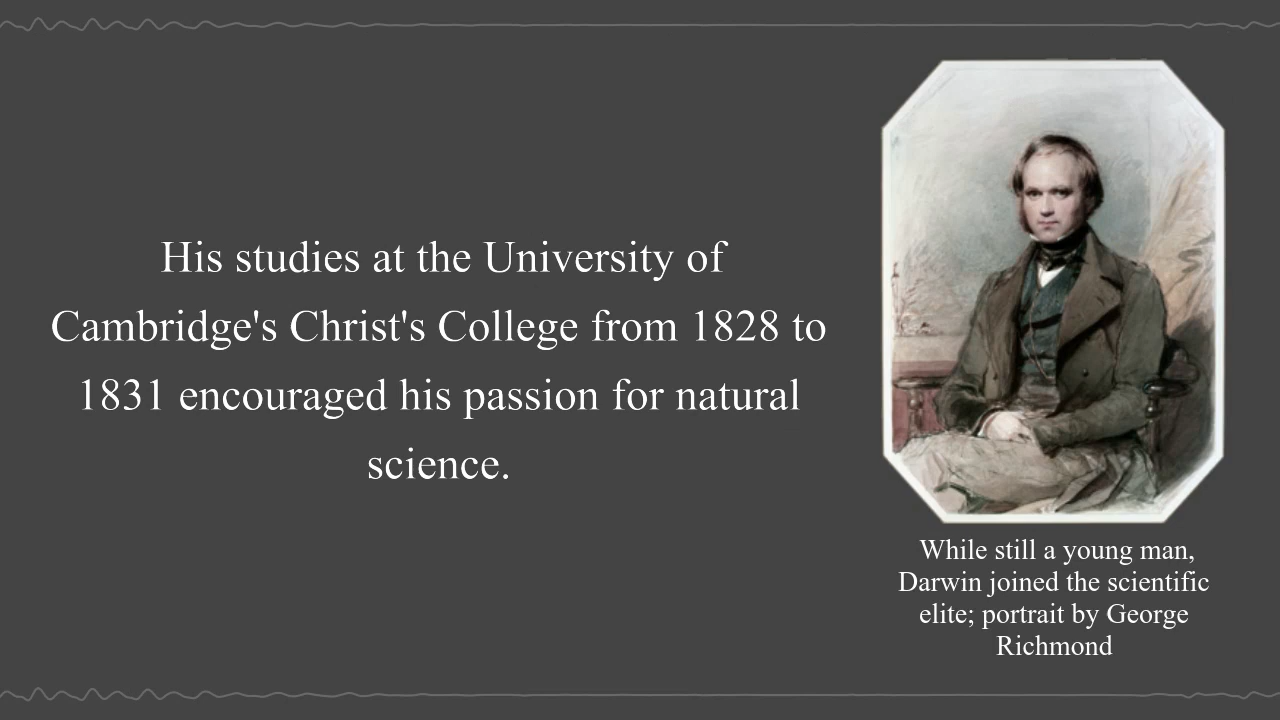 His studies at the University of
Cambridge's Christ's College from 1828 to
1831 encouraged his passion for natural
science.
While still a young man,
Darwin joined the scientific
elite; portrait by George
Richmond